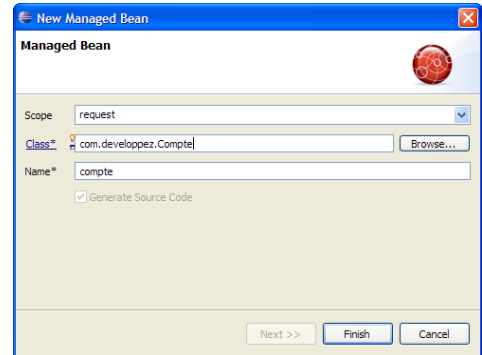 New Managed Bean
Managed Bean
Scope request
Class* com.developpez.Compte Browse...
Name* compte
Generate Source Code
Next >> Finish Cancel